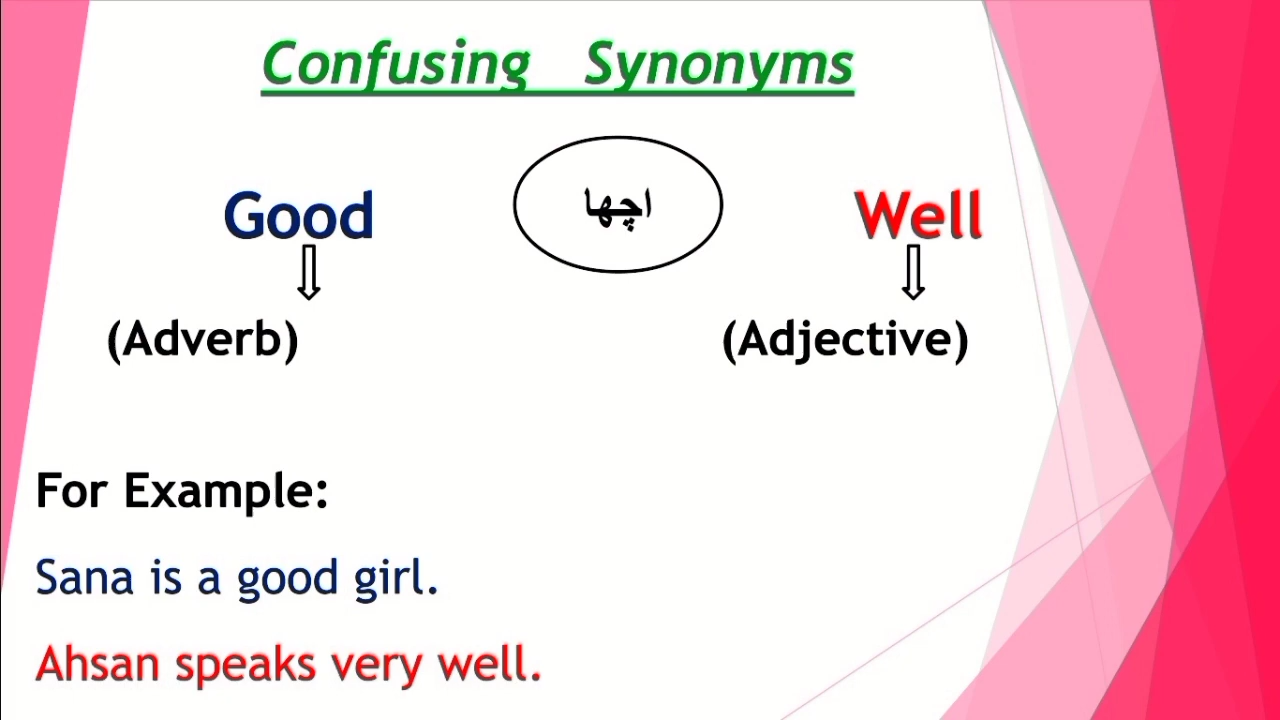 Confusing Synonyms
Good اچھا Well
(Adverb) (Adjective)
For Example:
Sana is a good girl.
Ahsan speaks very well.